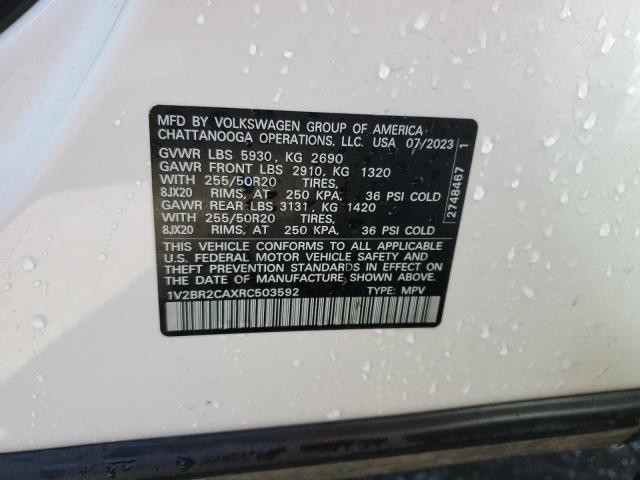 MFD BY VOLKSWAGEN GROUP OF AMERICA
CHATTANOOGA OPERATIONS, LLC. USA 07/2023
GVWR LBS 5930, KG 2690
GAWR FRONT LBS 2910, KG 1320
WITH 255/50R20 TIRES,
8JX20 RIMS, AT 250 KPA, 36 PSI COLD
GAWR REAR LBS 3131, KG 1420
WITH 255/50R20 TIRES,
8JX20 RIMS, AT 250 KPA, 36 PSI COLD
THIS VEHICLE CONFORMS TO ALL APPLICABLE
U.S. FEDERAL MOTOR VEHICLE SAFETY AND
THEFT PREVENTION STANDARDS IN EFFECT ON
THE DATE OF MANUFACTURE SHOWN ABOVE.
1V2BR2CAXRC503592 TYPE: MPV
2748467 1